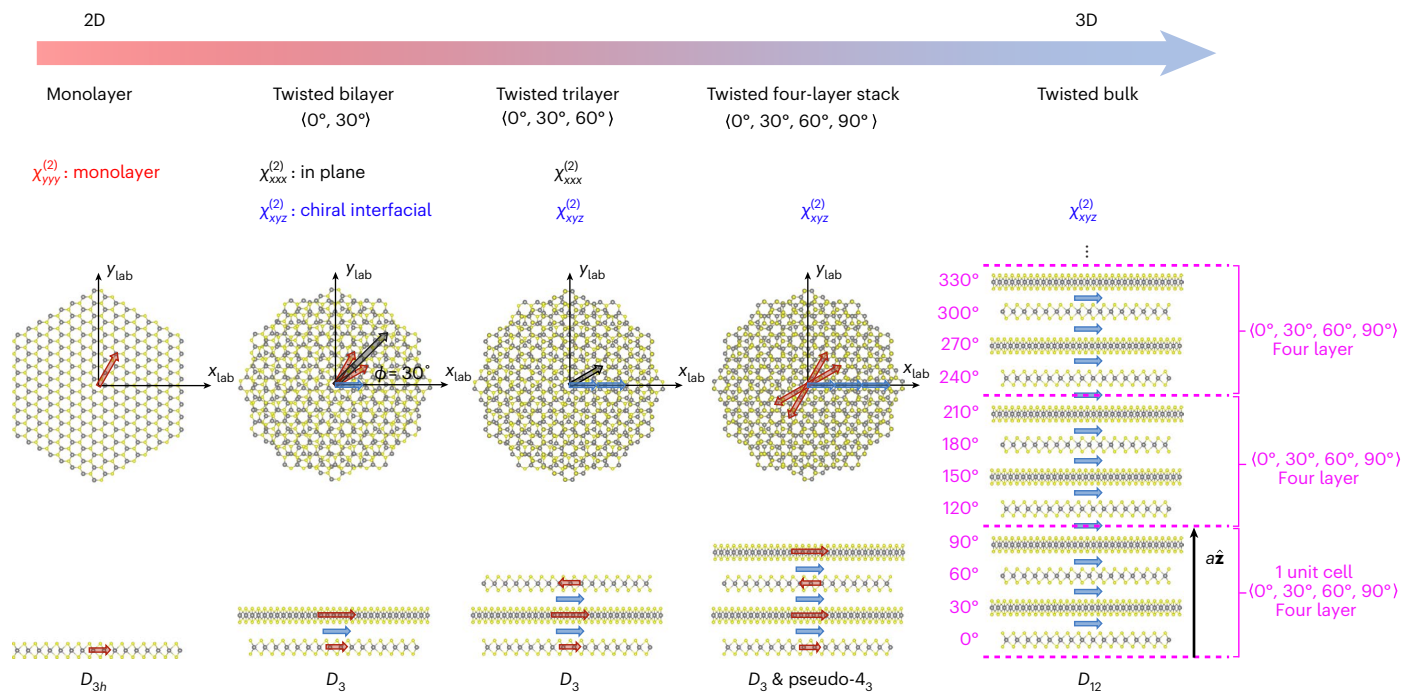 2D
3D
Monolayer
Twisted bilayer
⟨0°, 30°⟩
Twisted trilayer
⟨0°, 30°, 60°⟩
Twisted four-layer stack
⟨0°, 30°, 60°, 90°⟩
Twisted bulk
χ(2)yyy : monolayer
χ(2)xxx : in plane
χ(2)xyz : chiral interfacial
χ(2)xxx
χ(2)xyz
χ(2)xyz
χ(2)xyz
ylab
xlab
ylab
xlab
ϕ = 30°
ylab
xlab
ylab
xlab
⋮
330°
300°
270°
240°
210°
180°
150°
120°
90°
60°
30°
0°
⟨0°, 30°, 60°, 90°⟩
Four layer
⟨0°, 30°, 60°, 90°⟩
Four layer
aẑ
1 unit cell
⟨0°, 30°, 60°, 90°⟩
Four layer
D3h
D3
D3
D3 & pseudo-43
D12